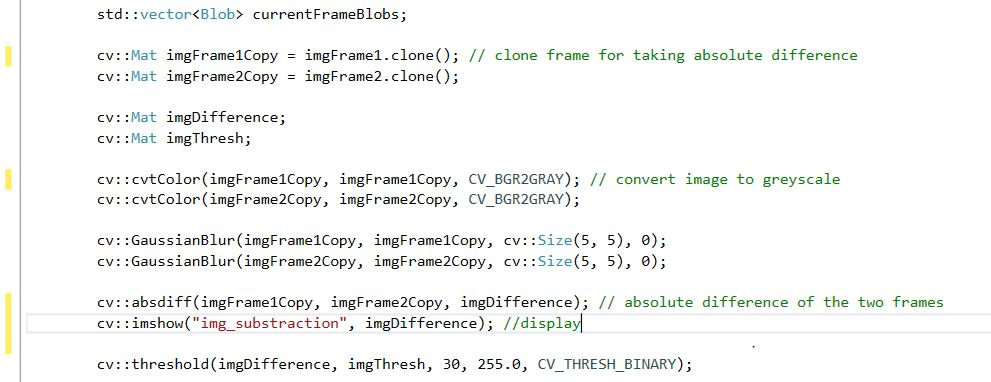 std::vector<Blob> currentFrameBlobs;
cv::Mat imgFrame1Copy = imgFrame1.clone(); // clone frame for taking absolute difference
cv::Mat imgFrame2Copy = imgFrame2.clone();
cv::Mat imgDifference;
cv::Mat imgThresh;
cv::cvtColor(imgFrame1Copy, imgFrame1Copy, CV_BGR2GRAY); // convert image to greyscale
cv::cvtColor(imgFrame2Copy, imgFrame2Copy, CV_BGR2GRAY);
cv::GaussianBlur(imgFrame1Copy, imgFrame1Copy, cv::Size(5, 5), 0);
cv::GaussianBlur(imgFrame2Copy, imgFrame2Copy, cv::Size(5, 5), 0);
cv::absdiff(imgFrame1Copy, imgFrame2Copy, imgDifference); // absolute difference of the two frames
cv::imshow("img_substraction", imgDifference); //display
cv::threshold(imgDifference, imgThresh, 30, 255.0, CV_THRESH_BINARY);